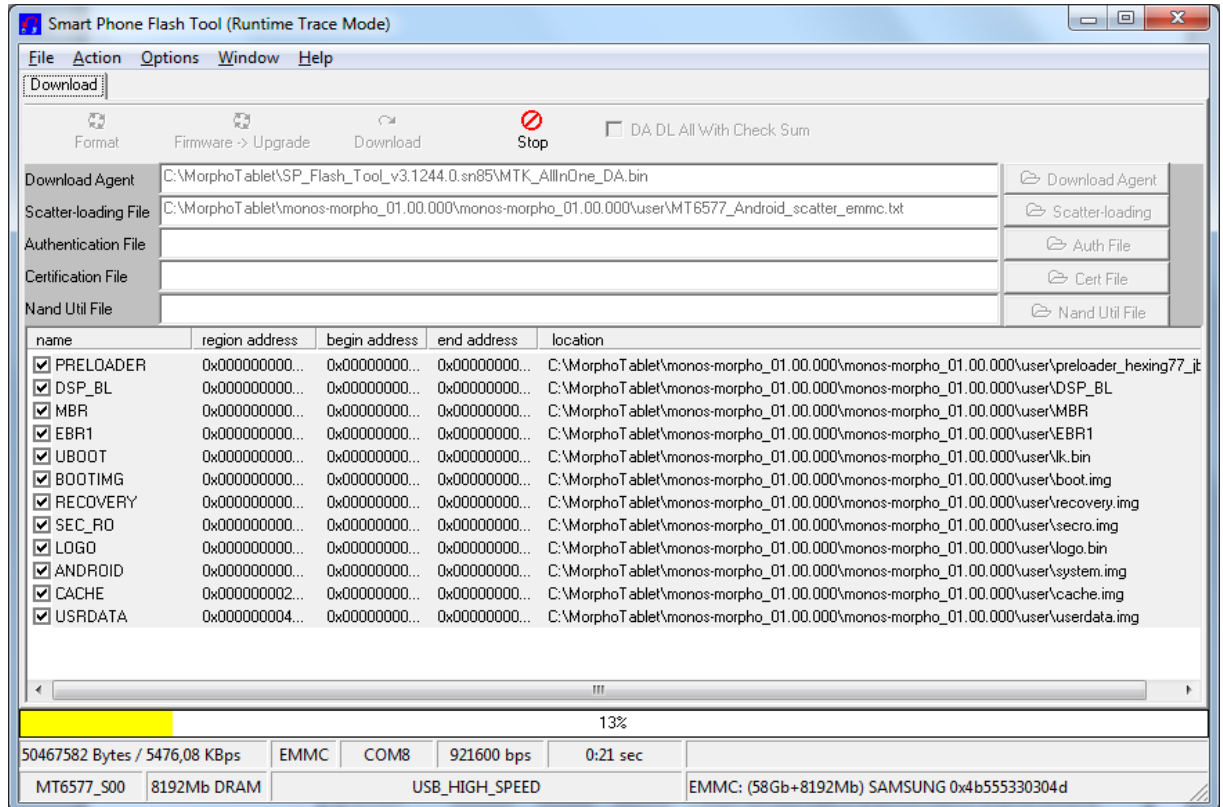 Smart Phone Flash Tool (Runtime Trace Mode)
File Action Options Window Help
Download
Format Firmware -> Upgrade Download Stop DA DL All With Check Sum
Download Agent C:\MorphoTablet\SP_Flash_Tool_v3.1244.0.sn85\MTK_AllInOne_DA.bin Download Agent
Scatter-loading File C:\MorphoTablet\monos-morpho_01.00.000\monos-morpho_01.00.000\user\MT6577_Android_scatter_emmc.txt Scatter-loading
Authentication File Auth File
Certification File Cert File
Nand Util File Nand Util File
name region address begin address end address location
PRELOADER 0x000000000... 0x00000000... 0x00000000... C:\MorphoTablet\monos-morpho_01.00.000\monos-morpho_01.00.000\user\preloader_hexing77_jb
DSP_BL 0x000000000... 0x00000000... 0x00000000... C:\MorphoTablet\monos-morpho_01.00.000\monos-morpho_01.00.000\user\DSP_BL
MBR 0x000000000... 0x00000000... 0x00000000... C:\MorphoTablet\monos-morpho_01.00.000\monos-morpho_01.00.000\user\MBR
EBR1 0x000000000... 0x00000000... 0x00000000... C:\MorphoTablet\monos-morpho_01.00.000\monos-morpho_01.00.000\user\EBR1
UBOOT 0x000000000... 0x00000000... 0x00000000... C:\MorphoTablet\monos-morpho_01.00.000\monos-morpho_01.00.000\user\lk.bin
BOOTIMG 0x000000000... 0x00000000... 0x00000000... C:\MorphoTablet\monos-morpho_01.00.000\monos-morpho_01.00.000\user\boot.img
RECOVERY 0x000000000... 0x00000000... 0x00000000... C:\MorphoTablet\monos-morpho_01.00.000\monos-morpho_01.00.000\user\recovery.img
SEC_RO 0x000000000... 0x00000000... 0x00000000... C:\MorphoTablet\monos-morpho_01.00.000\monos-morpho_01.00.000\user\secro.img
LOGO 0x000000000... 0x00000000... 0x00000000... C:\MorphoTablet\monos-morpho_01.00.000\monos-morpho_01.00.000\user\logo.bin
ANDROID 0x000000000... 0x00000000... 0x00000000... C:\MorphoTablet\monos-morpho_01.00.000\monos-morpho_01.00.000\user\system.img
CACHE 0x000000002... 0x00000000... 0x00000000... C:\MorphoTablet\monos-morpho_01.00.000\monos-morpho_01.00.000\user\cache.img
USRDATA 0x000000004... 0x00000000... 0x00000000... C:\MorphoTablet\monos-morpho_01.00.000\monos-morpho_01.00.000\user\userdata.img
13%
50467582 Bytes / 5476,08 KBps EMMC COM8 921600 bps 0:21 sec
MT6577_S00 8192Mb DRAM USB_HIGH_SPEED EMMC: (58Gb+8192Mb) SAMSUNG 0x4b555330304d